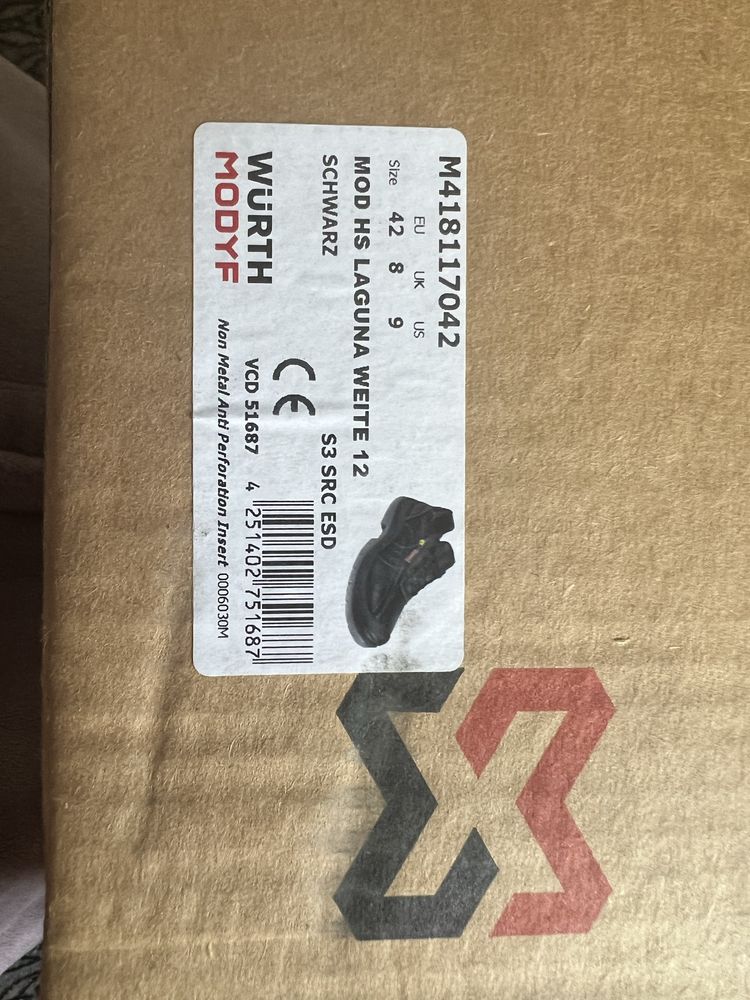 M418117042
EU UK US
Size 42 8 9
MOD HS LAGUNA WEITE 12
SCHWARZ S3 SRC ESD
CE
WÜRTH
MODYF
VCD 51687
4 251402 751687
Non Metal Anti Perforation Insert 0006030M